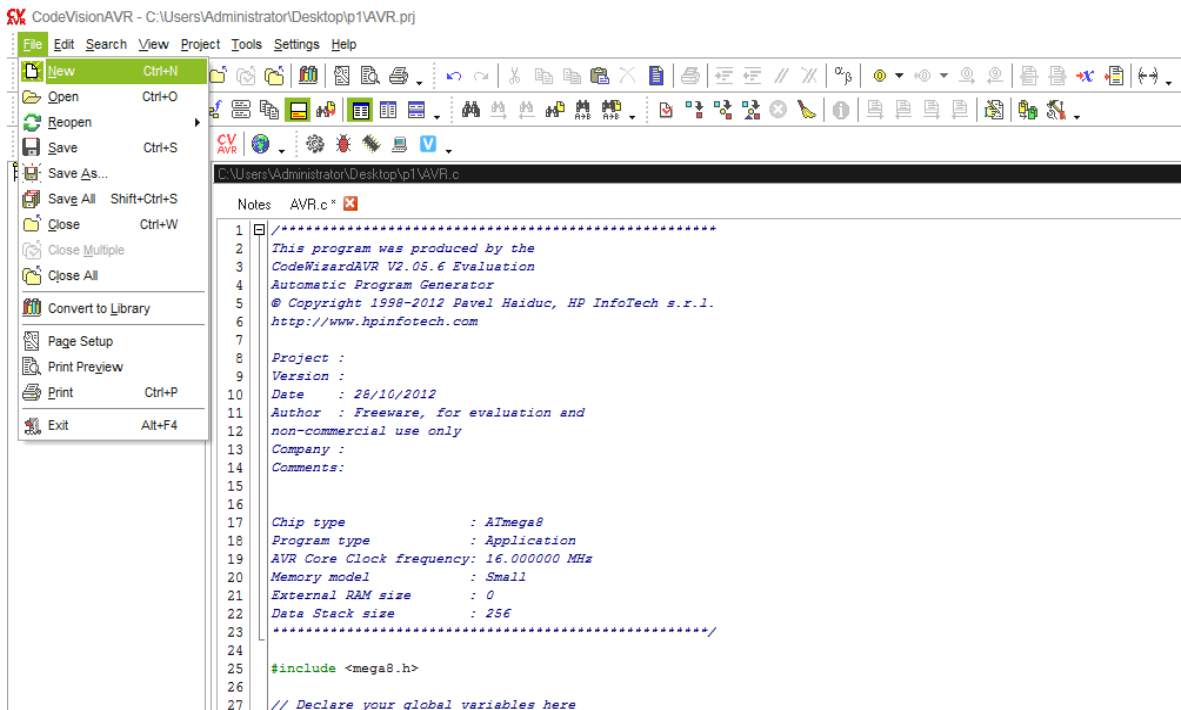 CodeVisionAVR - C:\Users\Administrator\Desktop\p1\AVR.prj
File Edit Search View Project Tools Settings Help
New Ctrl+N
Open Ctrl+O
Reopen
Save Ctrl+S
Save As...
Save All Shift+Ctrl+S
Close Ctrl+W
Close Multiple
Close All
Convert to Library
Page Setup
Print Preview
Print Ctrl+P
Exit Alt+F4
CV
AVR
C:\Users\Administrator\Desktop\p1\AVR.c
Notes AVR.c *
1 /*****************************************************
2 This program was produced by the
3 CodeWizardAVR V2.05.6 Evaluation
4 Automatic Program Generator
5 © Copyright 1998-2012 Pavel Haiduc, HP InfoTech s.r.l.
6 http://www.hpinfotech.com
7
8 Project :
9 Version :
10 Date : 28/10/2012
11 Author : Freeware, for evaluation and
12 non-commercial use only
13 Company :
14 Comments:
15
16
17 Chip type : ATmega8
18 Program type : Application
19 AVR Core Clock frequency: 16.000000 MHz
20 Memory model : Small
21 External RAM size : 0
22 Data Stack size : 256
23 *****************************************************/
24
25 #include <mega8.h>
26
27 // Declare your global variables here